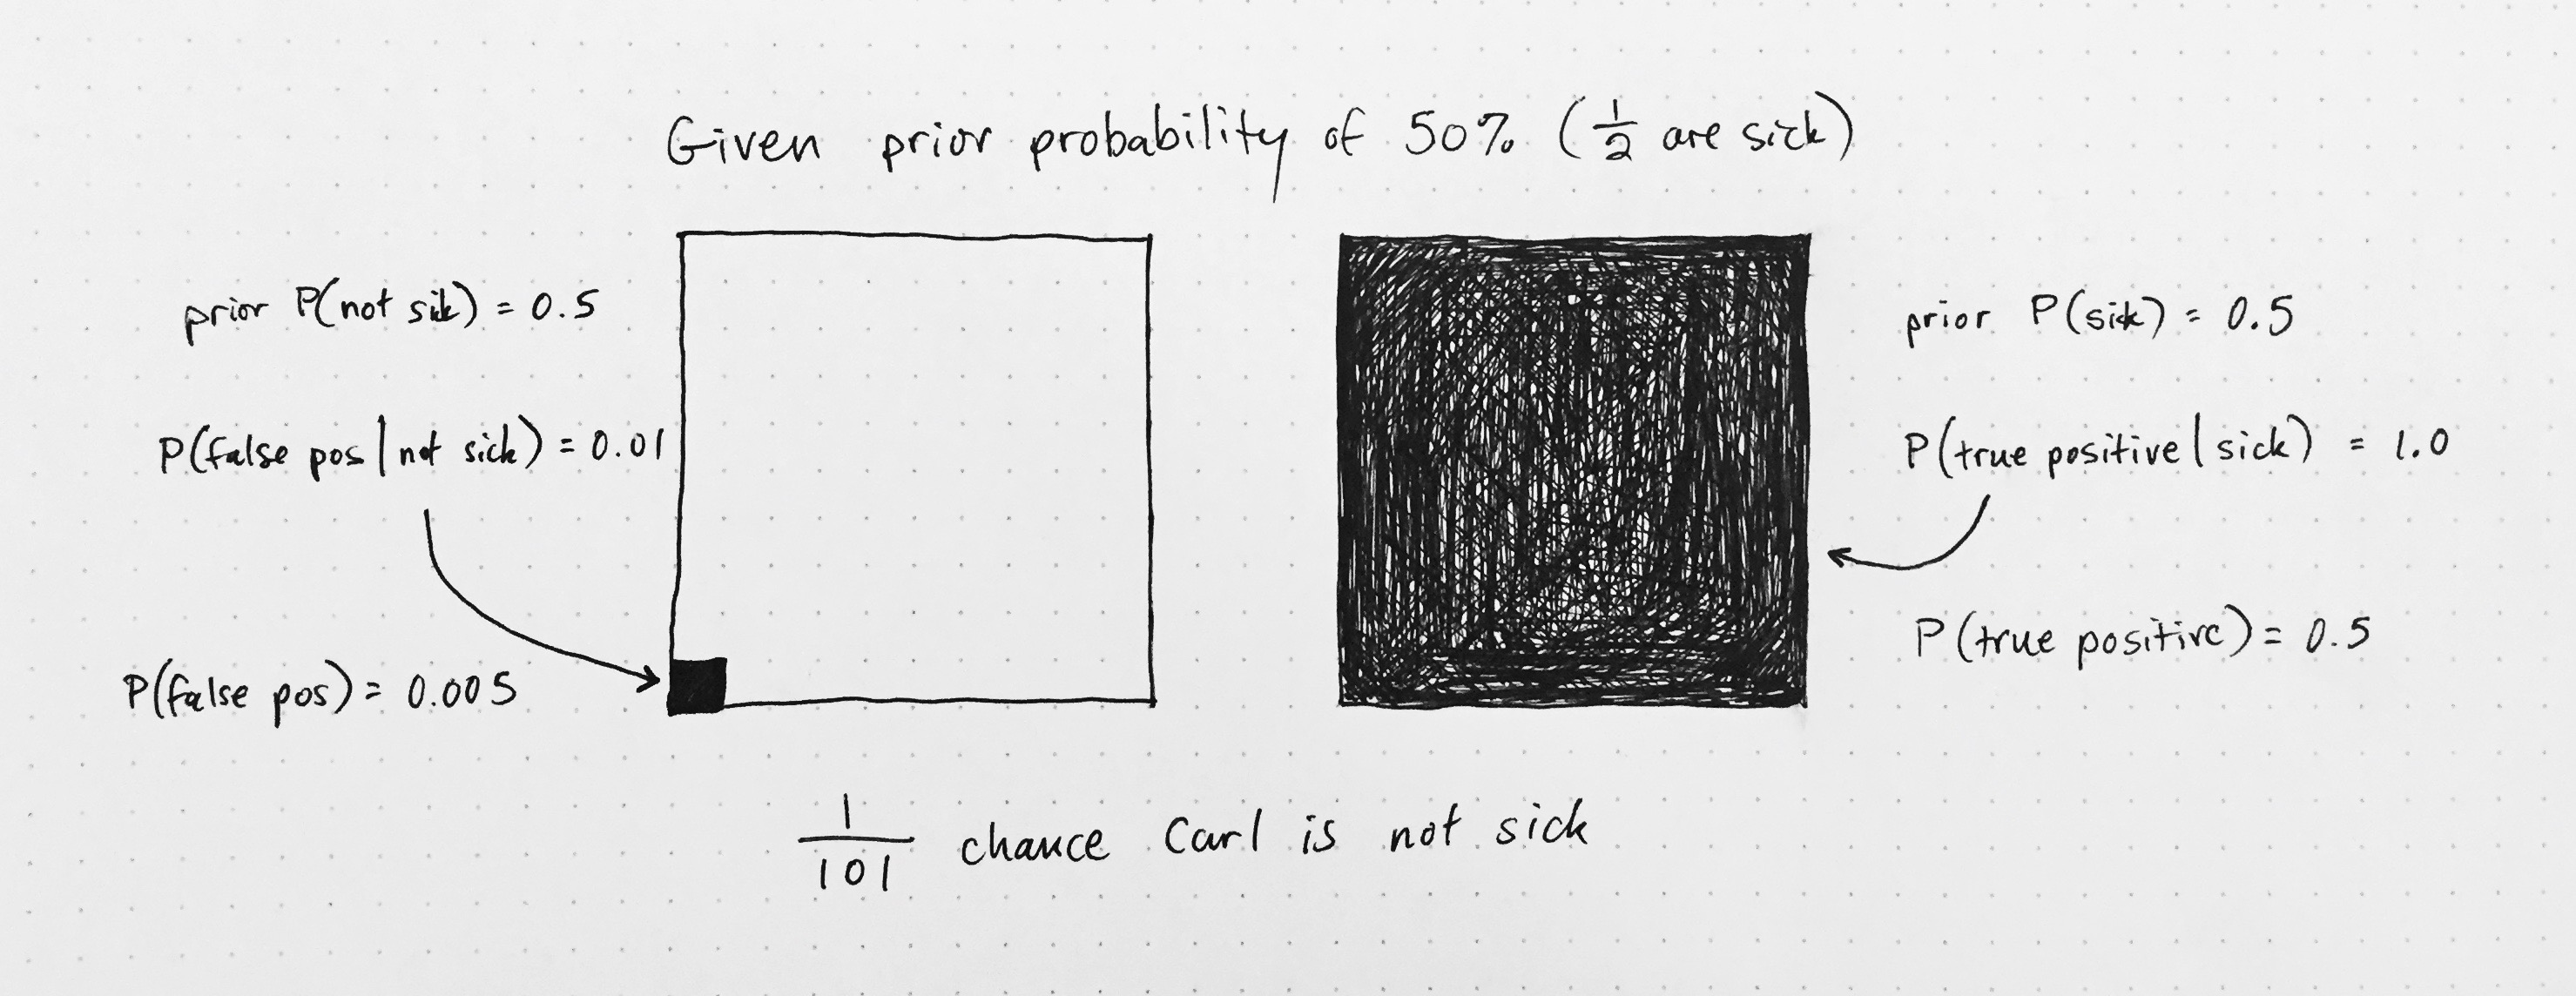 Given prior probability of 50% (1/2 are sick)
prior P(not sick) = 0.5
P(false pos | not sick) = 0.01
P(false pos) = 0.005
prior P(sick) = 0.5
P(true positive | sick) = 1.0
P(true positive) = 0.5
1/101 chance Carl is not sick